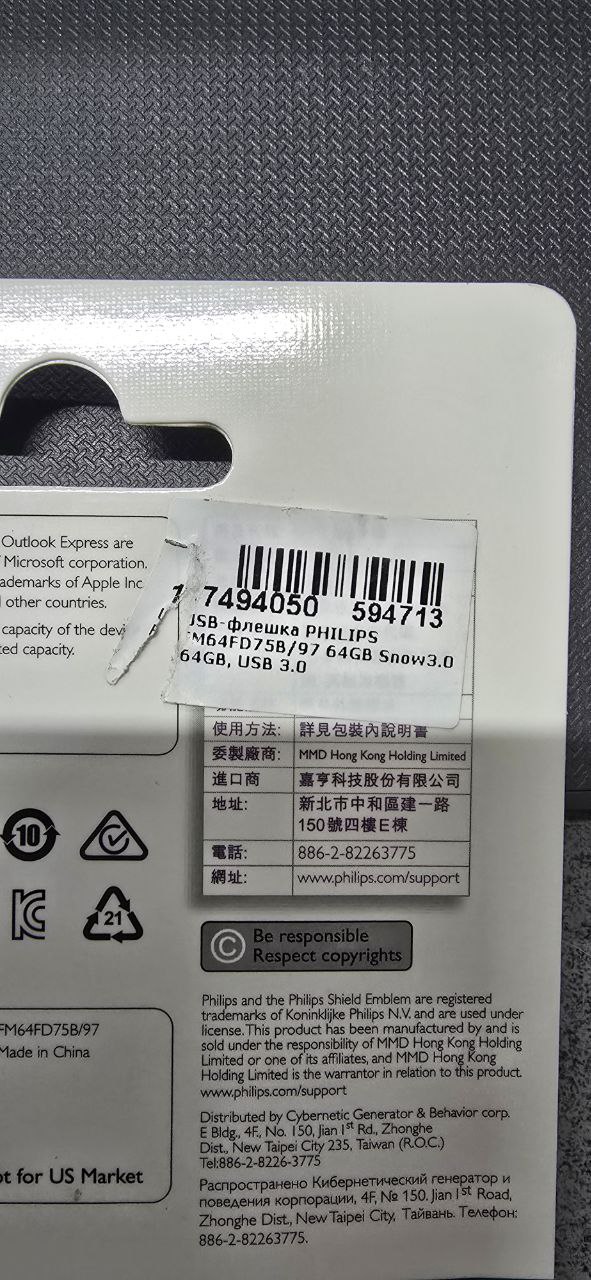 Outlook Express are
Microsoft corporation.
ademarks of Apple Inc
other countries.
capacity of the devi
ted capacity.
7494050 594713
USB-флешка PHILIPS
FM64FD75B/97 64GB Snow3.0
64GB, USB 3.0
使用方法: 詳見包裝內說明書
委製廠商: MMD Hong Kong Holding Limited
進口商 嘉亨科技股份有限公司
地址: 新北市中和區建一路
150號四樓E棟
電話: 886-2-82263775
網址: www.philips.com/support
10
21
© Be responsible
Respect copyrights
FM64FD75B/97
Made in China
ot for US Market
Philips and the Philips Shield Emblem are registered
trademarks of Koninklijke Philips N.V. and are used under
license. This product has been manufactured by and is
sold under the responsibility of MMD Hong Kong Holding
Limited or one of its affiliates, and MMD Hong Kong
Holding Limited is the warrantor in relation to this product.
www.philips.com/support
Distributed by Cybernetic Generator & Behavior corp.
E Bldg., 4F., No. 150, Jian 1st Rd., Zhonghe
Dist., New Taipei City 235, Taiwan (R.O.C.)
Tel:886-2-8226-3775
Распространено Кибернетический генератор и
поведения корпорации, 4F, № 150. Jian 1st Road,
Zhonghe Dist., New Taipei City, Тайвань. Телефон:
886-2-82263775.